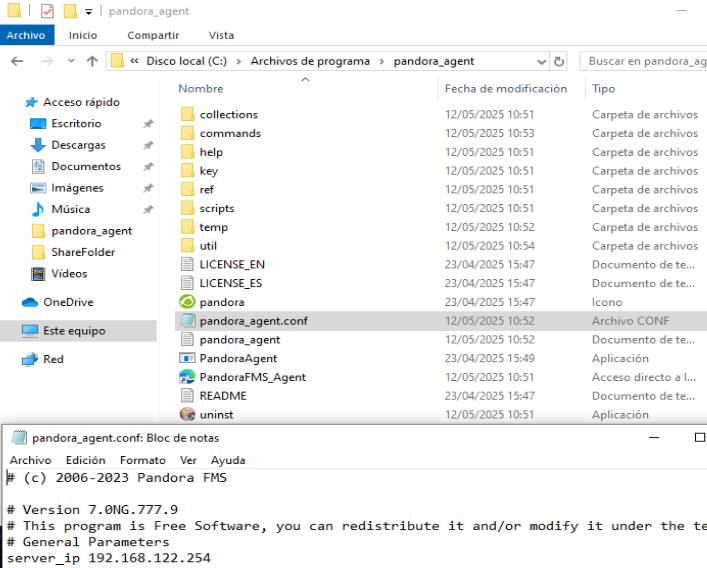 pandora_agent
Archivo Inicio Compartir Vista
« Disco local (C:) > Archivos de programa > pandora_agent
Buscar en pandora_ag
Nombre Fecha de modificación Tipo
Acceso rápido
Escritorio
Descargas
Documentos
Imágenes
Música
pandora_agent
ShareFolder
Vídeos
OneDrive
Este equipo
Red
collections 12/05/2025 10:51 Carpeta de archivos
commands 12/05/2025 10:53 Carpeta de archivos
help 12/05/2025 10:51 Carpeta de archivos
key 12/05/2025 10:51 Carpeta de archivos
ref 12/05/2025 10:51 Carpeta de archivos
scripts 12/05/2025 10:51 Carpeta de archivos
temp 12/05/2025 10:52 Carpeta de archivos
util 12/05/2025 10:54 Carpeta de archivos
LICENSE_EN 23/04/2025 15:47 Documento de te...
LICENSE_ES 23/04/2025 15:47 Documento de te...
pandora 23/04/2025 15:47 Icono
pandora_agent.conf 12/05/2025 10:52 Archivo CONF
pandora_agent 12/05/2025 10:52 Documento de te...
PandoraAgent 23/04/2025 15:49 Aplicación
PandoraFMS_Agent 12/05/2025 10:51 Acceso directo a l...
README 23/04/2025 15:47 Documento de te...
uninst 12/05/2025 10:51 Aplicación
pandora_agent.conf: Bloc de notas
Archivo Edición Formato Ver Ayuda
# (c) 2006-2023 Pandora FMS
# Version 7.0NG.777.9
# This program is Free Software, you can redistribute it and/or modify it under the te
# General Parameters
server_ip 192.168.122.254